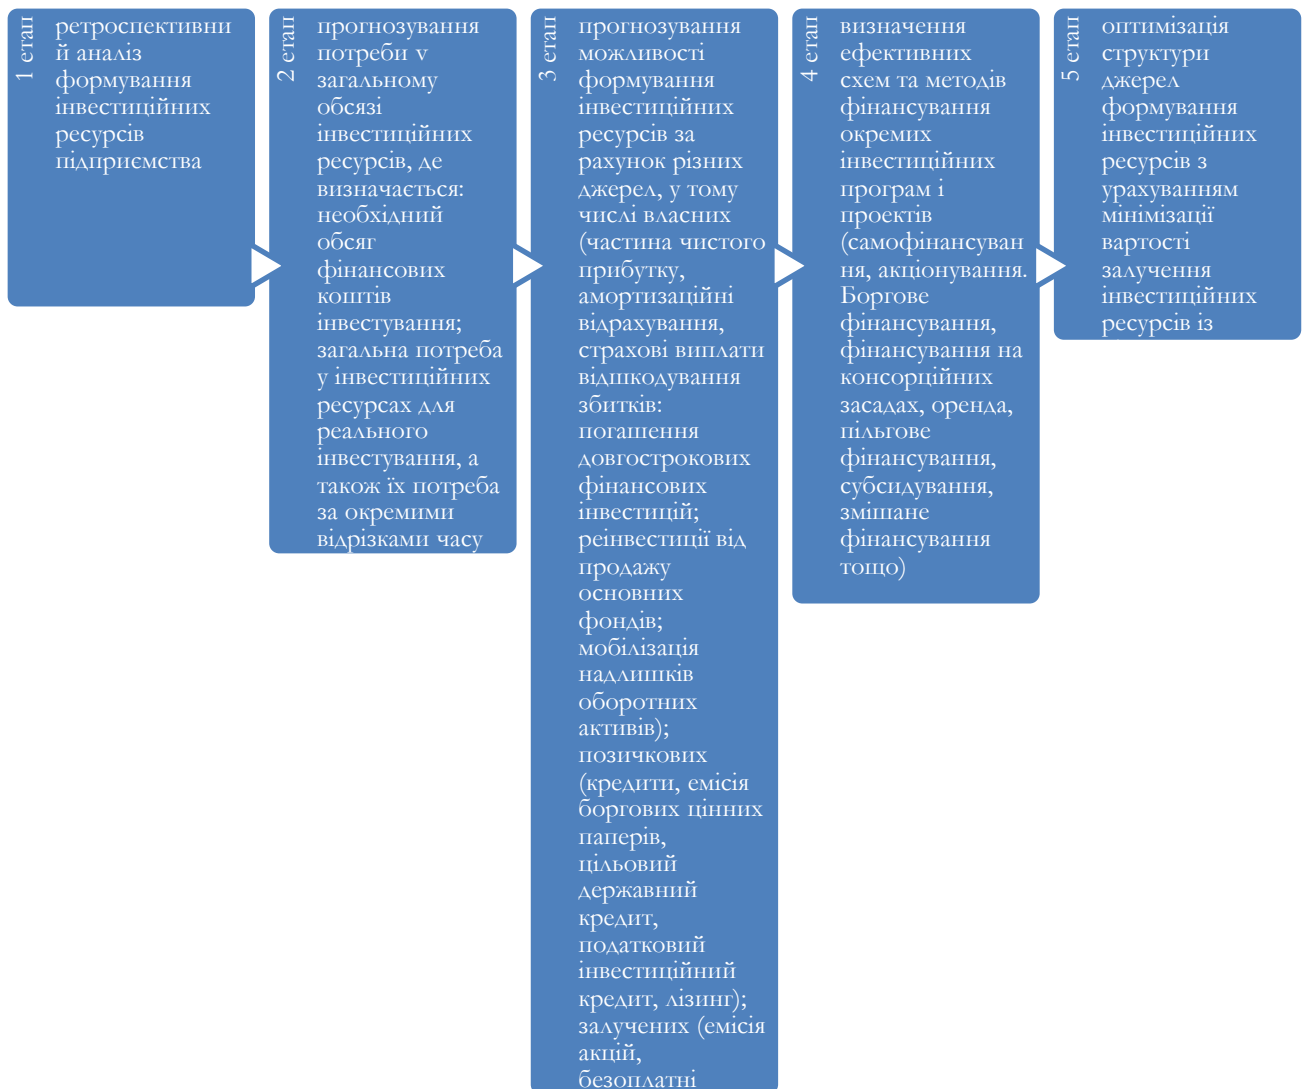 1 етап
ретроспективни
й аналіз
формування
інвестиційних
ресурсів
підприємства
2 етап
прогнозування
потреби v
загальному
обсязі
інвестиційних
ресурсів, де
визначається:
необхідний
обсяг
фінансових
коштів
інвестування;
загальна потреба
у інвестиційних
ресурсах для
реального
інвестування, а
також їх потреба
за окремими
відрізками часу
3 етап
прогнозування
можливості
формування
інвестиційних
ресурсів за
рахунок різних
джерел, у тому
числі власних
(частина чистого
прибутку,
амортизаційні
відрахування,
страхові виплати
відшкодування
збитків:
погашення
довгострокових
фінансових
інвестицій;
реінвестиції від
продажу
основних
фондів;
мобілізація
надлишків
оборотних
активів);
позичкових
(кредити, емісія
боргових цінних
паперів,
цільовий
державний
кредит,
податковий
інвестиційний
кредит, лізинг);
залучених (емісія
акцій,
безоплатні
4 етап
визначення
ефективних
схем та методів
фінансування
окремих
інвестиційних
програм і
проектів
(самофінансуван
ня, акціонування.
Боргове
фінансування,
фінансування на
консорційних
засадах, оренда,
пільгове
фінансування,
субсидування,
змішане
фінансування
тощо)
5 етап
оптимізація
структури
джерел
формування
інвестиційних
ресурсів з
урахуванням
мінімізації
вартості
залучення
інвестиційних
ресурсів із